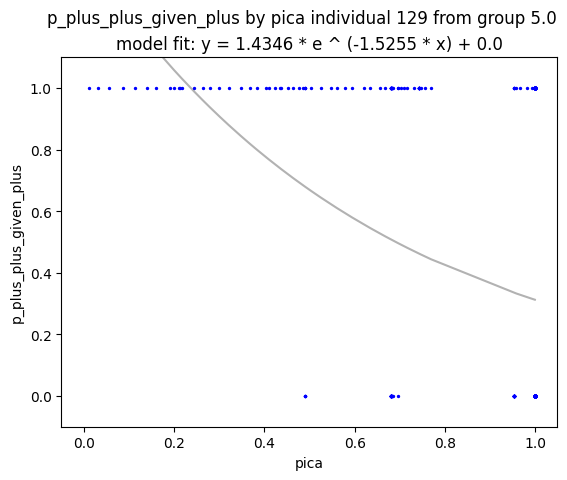 p_plus_plus_given_plus by pica individual 129 from group 5.0
model fit: y = 1.4346 * e ^ (-1.5255 * x) + 0.0
1.0
0.8
0.6
0.4
0.2
0.0
p_plus_plus_given_plus
0.0 0.2 0.4 0.6 0.8 1.0
pica